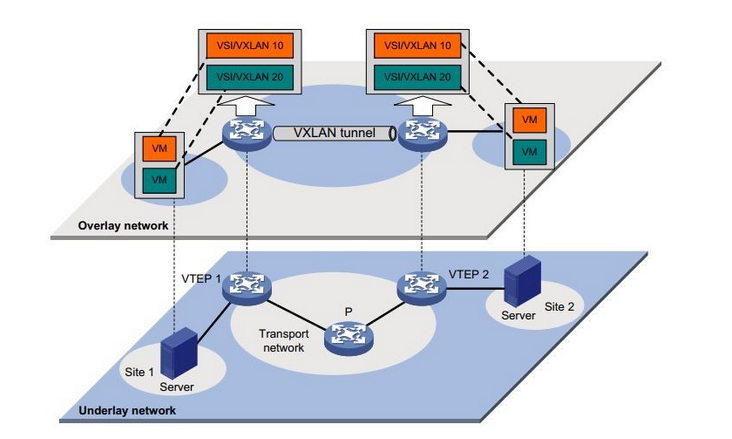 VSI/VXLAN 10
VSI/VXLAN 20
VSI/VXLAN 10
VSI/VXLAN 20
VM
VM
VXLAN tunnel
VM
VM
Overlay network
VTEP 1
VTEP 2
P
Transport
network
Site 1
Server
Server
Site 2
Underlay network